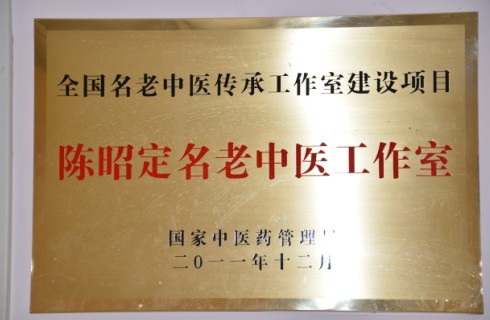 全国名老中医传承工作室建设项目
陈昭定名老中医工作室
国家中医药管理局
二〇一一年十二月